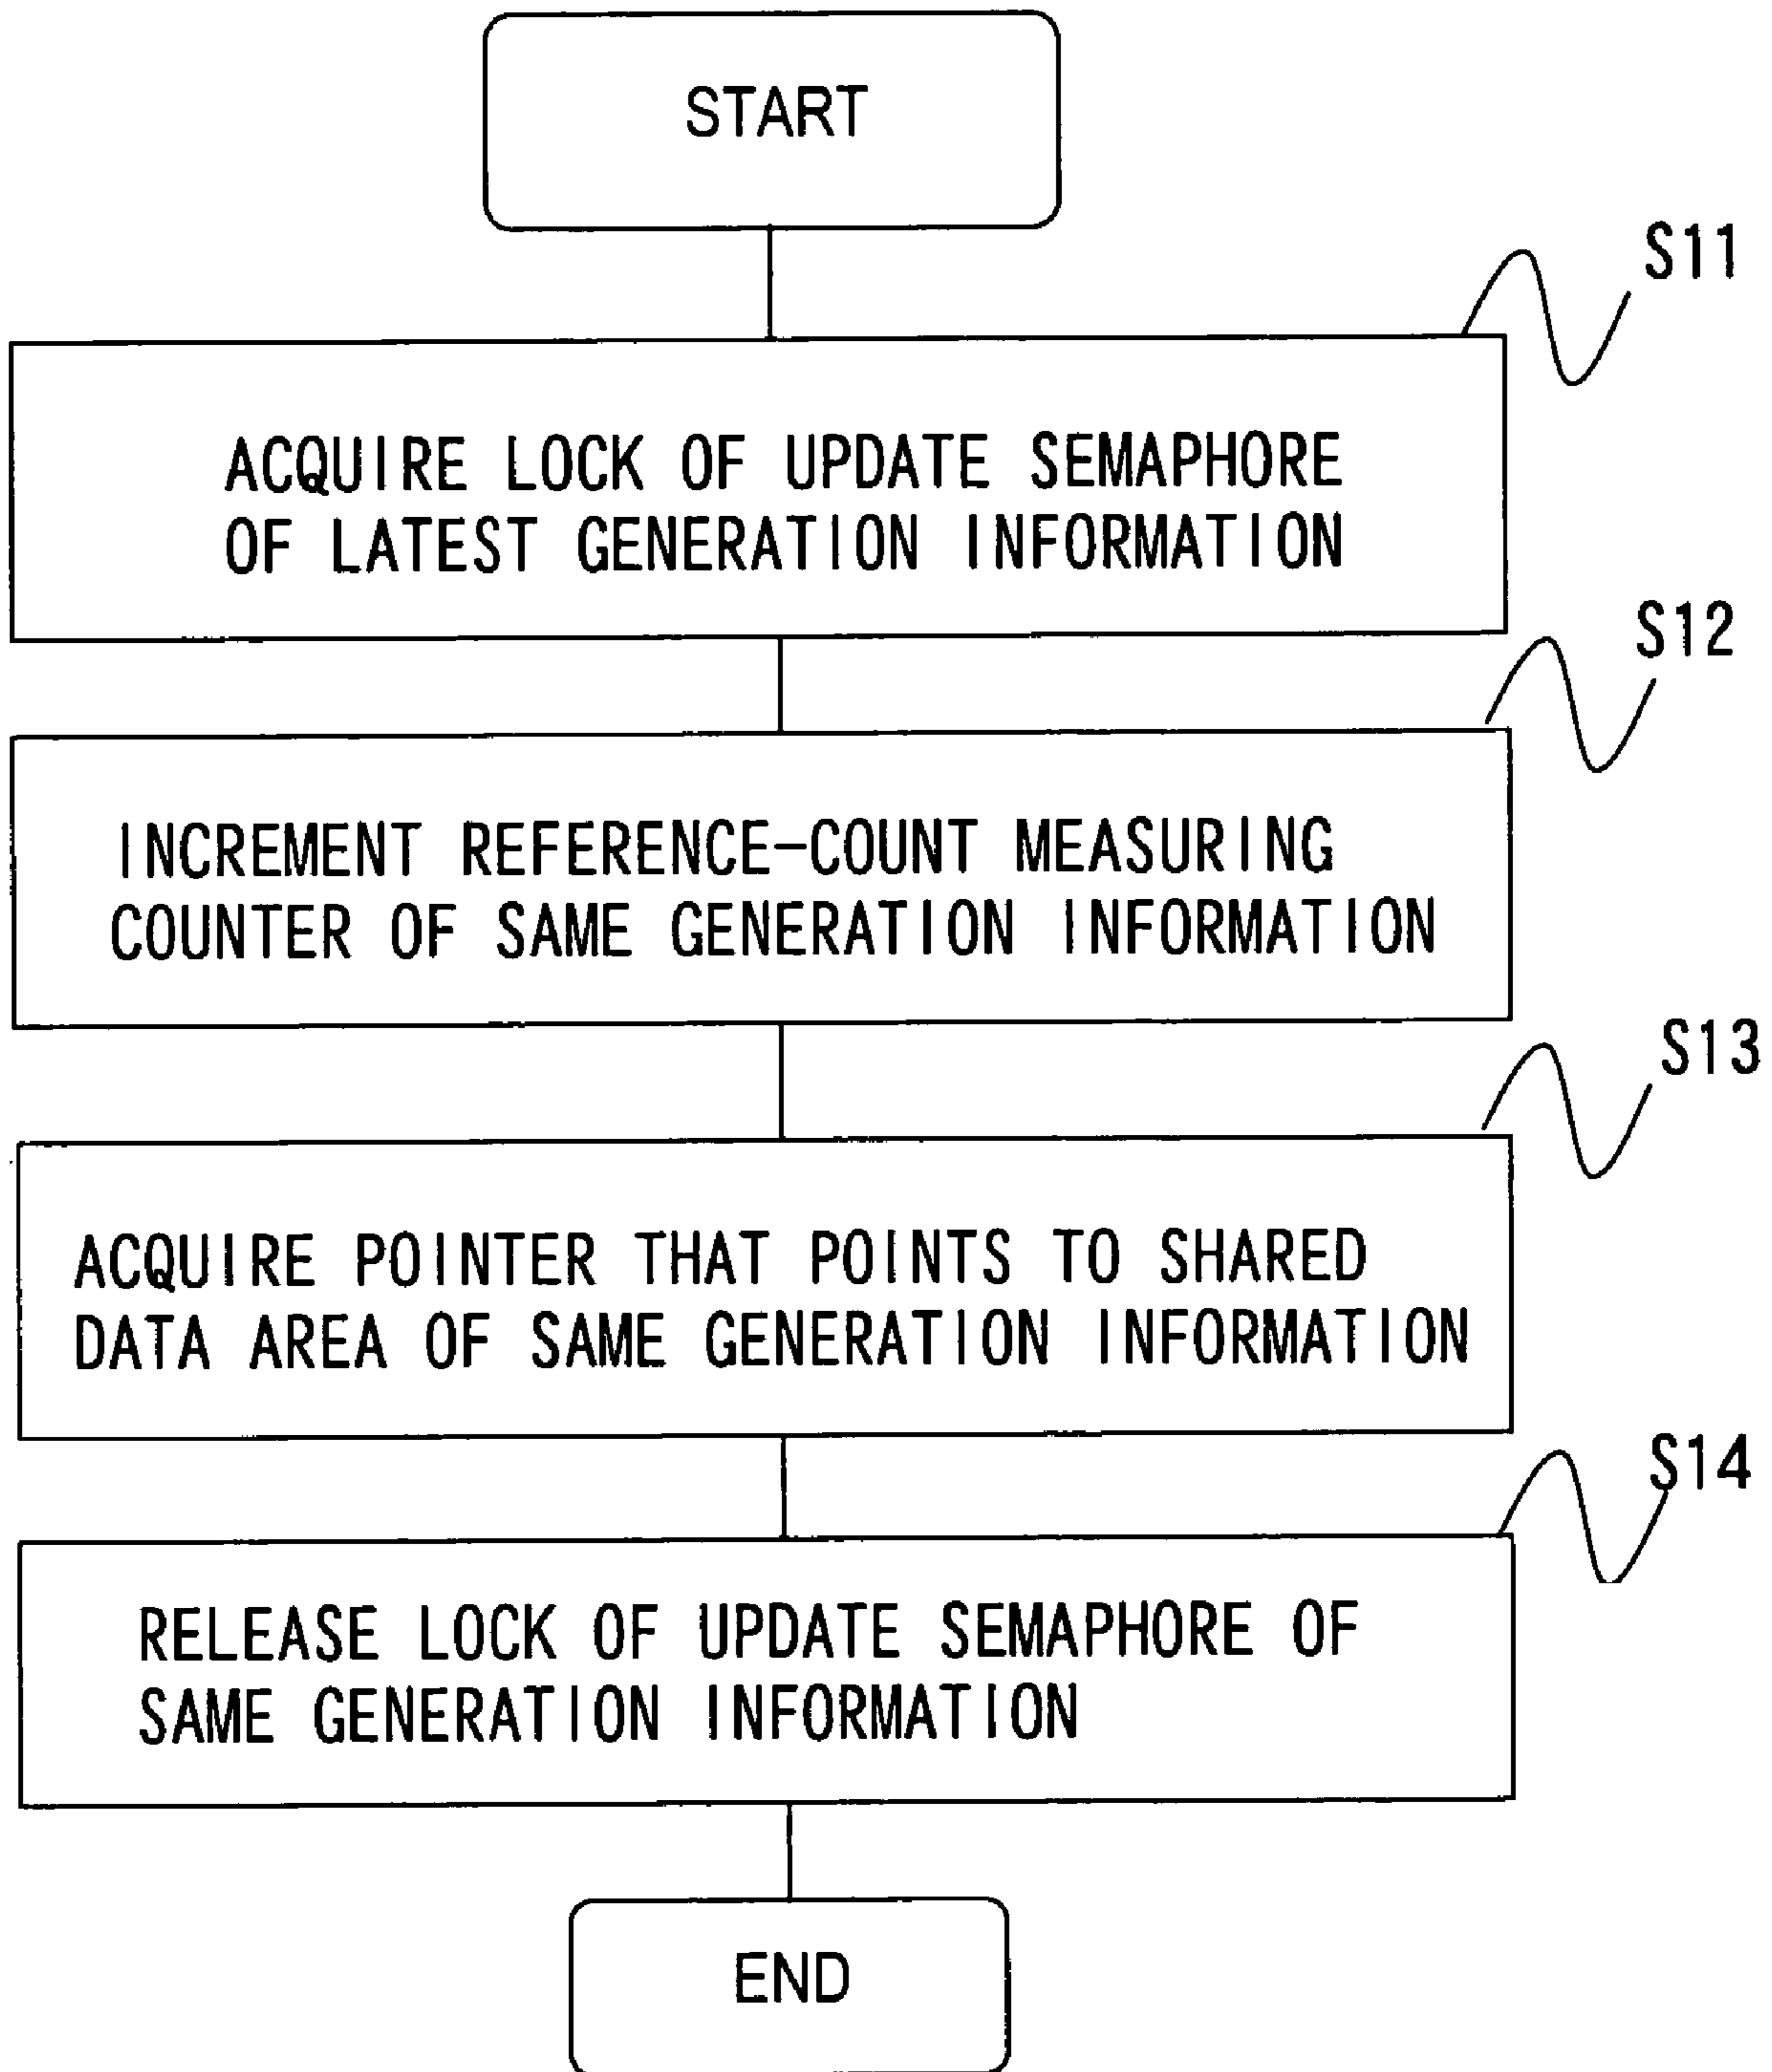 START
S11
ACQUIRE LOCK OF UPDATE SEMAPHORE
OF LATEST GENERATION INFORMATION
S12
INCREMENT REFERENCE-COUNT MEASURING
COUNTER OF SAME GENERATION INFORMATION
S13
ACQUIRE POINTER THAT POINTS TO SHARED
DATA AREA OF SAME GENERATION INFORMATION
S14
RELEASE LOCK OF UPDATE SEMAPHORE OF
SAME GENERATION INFORMATION
END